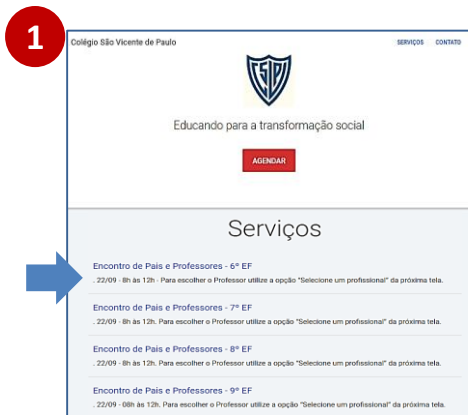 1
Colégio São Vicente de Paulo
SERVIÇOS CONTATO
CSVP
Educando para a transformação social
AGENDAR
Serviços
Encontro de Pais e Professores - 6º EF
. 22/09 - 8h às 12h - Para escolher o Professor utilize a opção "Selecione um profissional" da próxima tela.
Encontro de Pais e Professores - 7º EF
. 22/09 - 8h às 12h. Para escolher o Professor utilize a opção "Selecione um profissional" da próxima tela.
Encontro de Pais e Professores - 8º EF
. 22/09 - 8h às 12h. Para escolher o Professor utilize a opção "Selecione um profissional" da próxima tela.
Encontro de Pais e Professores - 9º EF
. 22/09 - 08h às 12h. Para escolher o Professor utilize a opção "Selecione um profissional" da próxima tela.